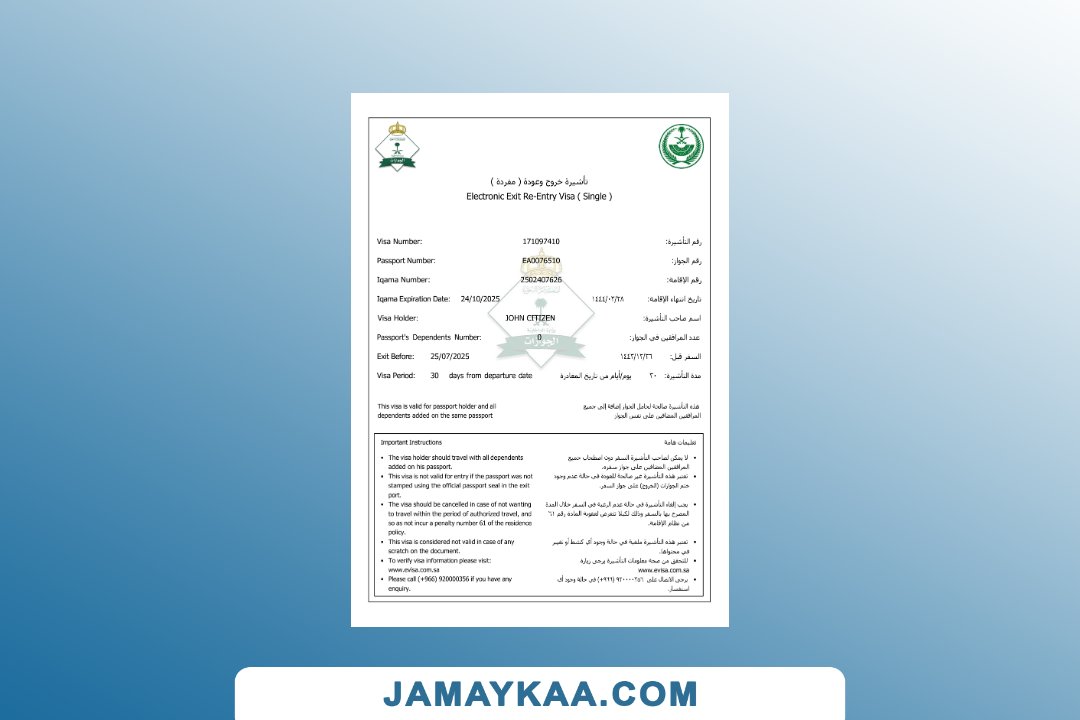 تأشيرة خروج وعودة ( مفردة )
Electronic Exit Re-Entry Visa ( Single )
Visa Number: 171097410 رقم التأشيرة:
Passport Number: EA0076510 رقم الجواز:
Iqama Number: 2502407626 رقم الإقامة:
Iqama Expiration Date: 24/10/2025 ١٤٤٤/٠٢/٢٨ تاريخ انتهاء الإقامة:
Visa Holder: JOHN CITIZEN اسم صاحب التأشيرة:
Passport's Dependents Number: 0 عدد المرافقين في الجواز:
Exit Before: 25/07/2025 ١٤٤٢/١٢/٢٦ السفر قبل:
Visa Period: 30 days from departure date يوم/أيام من تاريخ المغادرة ٣٠ مدة التأشيرة:
This visa is valid for passport holder and all
dependents added on the same passport
هذه التأشيرة صالحة لحامل الجواز إضافة إلى جميع
المرافقين المضافين على نفس الجواز
Important Instructions
• The visa holder should travel with all dependents
added on his passport.
• This visa is not valid for entry if the passport was not
stamped using the official passport seal in the exit
port.
• The visa should be cancelled in case of not wanting
to travel within the period of authorized travel, and
so as not incur a penalty number 61 of the residence
policy.
• This visa is considered not valid in case of any
scratch on the document.
• To verify visa information please visit:
www.evisa.com.sa
• Please call (+966) 920000356 if you have any
enquiry.
تعليمات هامة
• لا يمكن لصاحب التأشيرة السفر دون اصطحاب جميع
المرافقين المضافين على جواز سفره.
• تعتبر هذه التأشيرة غير صالحة للعودة في حالة عدم وجود
ختم الجوازات (الخروج) على جواز السفر.
• يجب إلغاء التأشيرة في حالة عدم الرغبة في السفر خلال المدة
المصرح بها بالسفر وذلك لكيلا تتعرض لعقوبة المادة رقم ٦١
من نظام الإقامة.
• تعتبر هذه التأشيرة ملغية في حالة وجود أي كشط أو تغيير
في محتواها.
• للتحقق من صحة معلومات التأشيرة يرجى زيارة
www.evisa.com.sa
• يرجى الاتصال على في حالة وجود أي
استفسار.
الجوازات
JAMAYKAA.COM